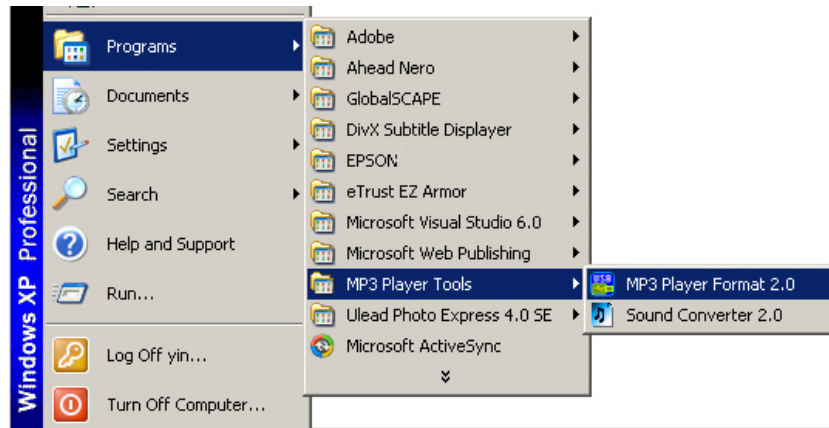 Windows XP Professional
Programs
Documents
Settings
Search
Help and Support
Run...
Log Off yin...
Turn Off Computer...
Adobe
Ahead Nero
GlobalSCAPE
DivX Subtitle Displayer
EPSON
eTrust EZ Armor
Microsoft Visual Studio 6.0
Microsoft Web Publishing
MP3 Player Tools
Ulead Photo Express 4.0 SE
Microsoft ActiveSync
USB
MP3 Player Format 2.0
Sound Converter 2.0